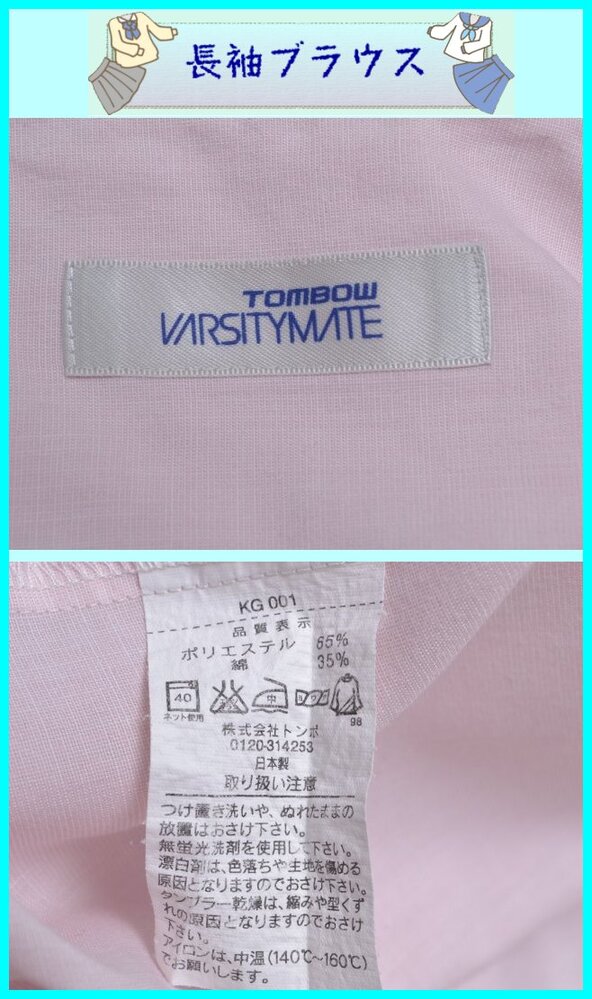 長袖ブラウス
TOMBOW
VARSITYMATE
KG 001
品質表示
ポリエステル 65%
綿 35%
40 中 ヨワク
ネット使用 98
株式会社トンボ
0120-314253
日本製
取り扱い注意
つけ置き洗いや、ぬれたままの
放置はおさけ下さい。
無蛍光洗剤を使用して下さい。
漂白剤は、色落ちや生地を傷める
原因となりますのでおさけ下さい。
タンブラー乾燥は、縮みや型くず
れの原因となりますのでおさけ
下さい。
アイロンは、中温(140℃~160℃)
でお願いします。